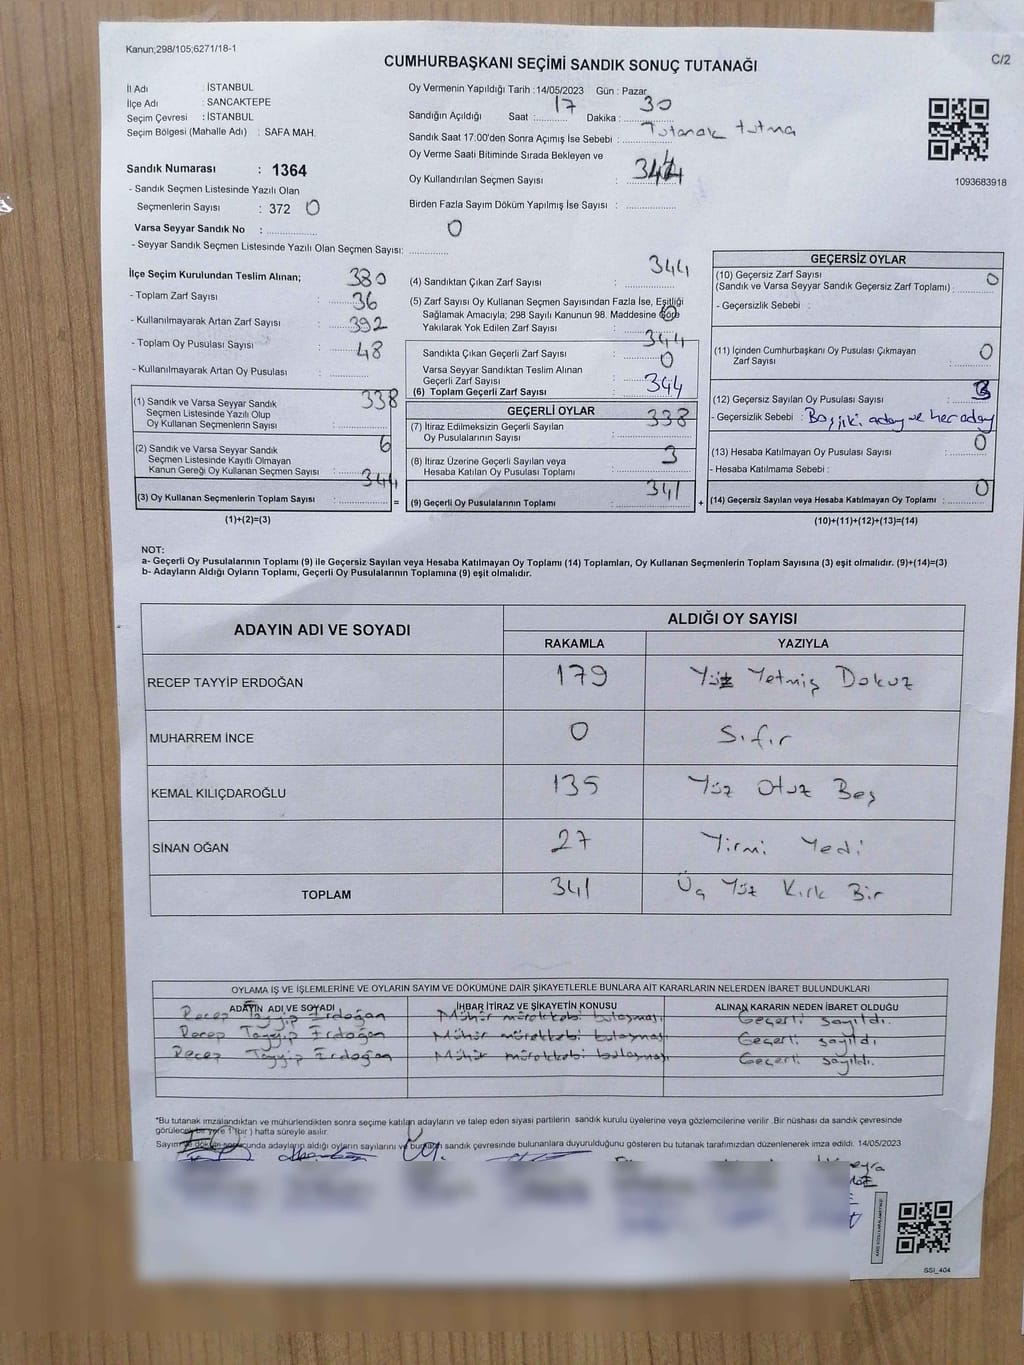 Kanun;298/105;6271/18-1
C/2
CUMHURBAŞKANI SEÇİMİ SANDIK SONUÇ TUTANAĞI
İl Adı : İSTANBUL
İlçe Adı : SANCAKTEPE
Seçim Çevresi : İSTANBUL
Seçim Bölgesi (Mahalle Adı) : SAFA MAH.
Sandık Numarası : 1364
- Sandık Seçmen Listesinde Yazılı Olan
Seçmenlerin Sayısı : 372 0
Varsa Seyyar Sandık No :
- Seyyar Sandık Seçmen Listesinde Yazılı Olan Seçmen Sayısı: 0
Oy Vermenin Yapıldığı Tarih :14/05/2023 Gün : Pazar
Sandığın Açıldığı Saat : 17 Dakika : 30
Sandık Saat 17:00'den Sonra Açımış İse Sebebi : Tutanak tutma
Oy Verme Saati Bitiminde Sırada Bekleyen ve
Oy Kullandırılan Seçmen Sayısı : 344
Birden Fazla Sayım Döküm Yapılmış İse Sayısı :
1093683918
İlçe Seçim Kurulundan Teslim Alınan;
- Toplam Zarf Sayısı : 380
- Kullanılmayarak Artan Zarf Sayısı : 36
- Toplam Oy Pusulası Sayısı : 392
- Kullanılmayarak Artan Oy Pusulası : 48
(1) Sandık ve Varsa Seyyar Sandık
Seçmen Listesinde Yazılı Olup
Oy Kullanan Seçmenlerin Sayısı : 338
(2) Sandık ve Varsa Seyyar Sandık
Seçmen Listesinde Kayıtlı Olmayan
Kanun Gereği Oy Kullanan Seçmen Sayısı : 6
(3) Oy Kullanan Seçmenlerin Toplam Sayısı : 344
(1)+(2)=(3)
(4) Sandıktan Çıkan Zarf Sayısı : 344
(5) Zarf Sayısı Oy Kullanan Seçmen Sayısından Fazla İse, Eşitliği
Sağlamak Amacıyla; 298 Sayılı Kanunun 98. Maddesine Göre
Yakılarak Yok Edilen Zarf Sayısı : 0
Sandıkta Çıkan Geçerli Zarf Sayısı : 344
Varsa Seyyar Sandıktan Teslim Alınan
Geçerli Zarf Sayısı : 0
(6) Toplam Geçerli Zarf Sayısı : 344
GEÇERLİ OYLAR
(7) İtiraz Edilmeksizin Geçerli Sayılan
Oy Pusulalarının Sayısı : 338
(8) İtiraz Üzerine Geçerli Sayılan veya
Hesaba Katılan Oy Pusulası Toplamı : 3
= (9) Geçerli Oy Pusulalarının Toplamı : 341
GEÇERSİZ OYLAR
(10) Geçersiz Zarf Sayısı
(Sandık ve Varsa Seyyar Sandık Geçersiz Zarf Toplamı) : 0
- Geçersizlik Sebebi :
(11) İçinden Cumhurbaşkanı Oy Pusulası Çıkmayan
Zarf Sayısı : 0
(12) Geçersiz Sayılan Oy Pusulası Sayısı : 3
- Geçersizlik Sebebi : Boş, iki aday ve her aday
(13) Hesaba Katılmayan Oy Pusulası Sayısı : 0
- Hesaba Katılmama Sebebi :
+ (14) Geçersiz Sayılan veya Hesaba Katılmayan Oy Toplamı : 0
(10)+(11)+(12)+(13)=(14)
NOT:
a- Geçerli Oy Pusulalarının Toplamı (9) ile Geçersiz Sayılan veya Hesaba Katılmayan Oy Toplamı (14) Toplamları, Oy Kullanan Seçmenlerin Toplam Sayısına (3) eşit olmalıdır. (9)+(14)=(3)
b- Adayların Aldığı Oyların Toplamı, Geçerli Oy Pusulalarının Toplamına (9) eşit olmalıdır.
ADAYIN ADI VE SOYADI
ALDIĞI OY SAYISI
RAKAMLA YAZIYLA
RECEP TAYYİP ERDOĞAN 179 Yüz Yetmiş Dokuz
MUHARREM İNCE 0 Sıfır
KEMAL KILIÇDAROĞLU 135 Yüz Otuz Beş
SİNAN OĞAN 27 Yirmi Yedi
TOPLAM 341 Üç Yüz Kırk Bir
OYLAMA İŞ VE İŞLEMLERİNE VE OYLARIN SAYIM VE DÖKÜMÜNE DAİR ŞİKAYETLERLE BUNLARA AİT KARARLARIN NELERDEN İBARET BULUNDUKLARI
ADAYIN ADI VE SOYADI İHBAR İTİRAZ VE ŞİKAYETİN KONUSU ALINAN KARARIN NEDEN İBARET OLDUĞU
Recep Tayyip Erdoğan Mühür mürekkebi bulaşması Geçerli sayıldı.
Recep Tayyip Erdoğan Mühür mürekkebi bulaşması Geçerli sayıldı
Recep Tayyip Erdoğan Mühür mürekkebi bulaşması Geçerli sayıldı.
*Bu tutanak imzalandıktan ve mühürlendikten sonra seçime katılan adayların ve talep eden siyasi partilerin sandık kurulu üyelerine veya gözlemcilerine verilir .Bir nüshası da sandık çevresinde
görülecek bir yere 1 (bir ) hafta süreyle asılır.
Sayım ve döküm sonucunda adayların aldığı oyların sayılarını ve bu sandık çevresinde bulunanlara duyurulduğunu gösteren bu tutanak tarafımızdan düzenlenerek imza edildi. 14/05/2023
SSİ_404